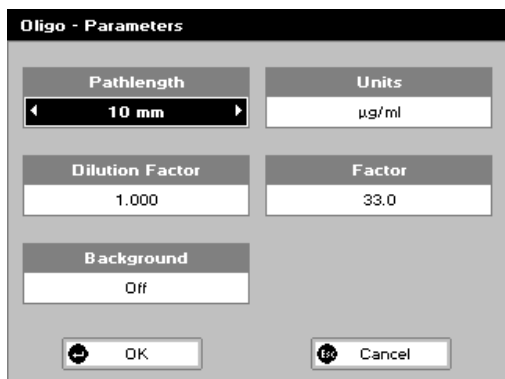 Oligo - Parameters
Pathlength
Units
10 mm
µg/ml
Dilution Factor
Factor
1.000
33.0
Background
Off
OK
Esc
Cancel